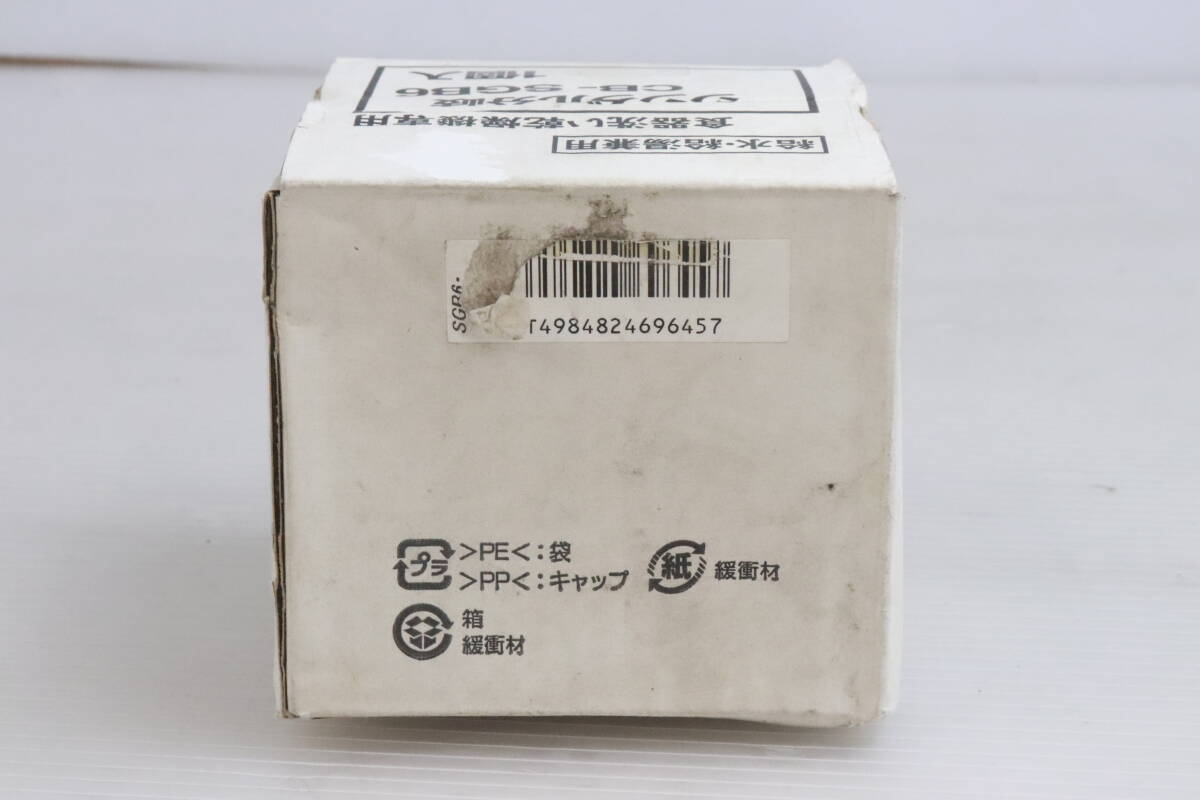 給水・給湯兼用
食器洗い乾燥機専用
シングル分岐
CB-SGB6
1個入
SGB6-
T4984824696457
プラ
>PE<:袋
>PP<:キャップ
紙
緩衝材
箱
緩衝材